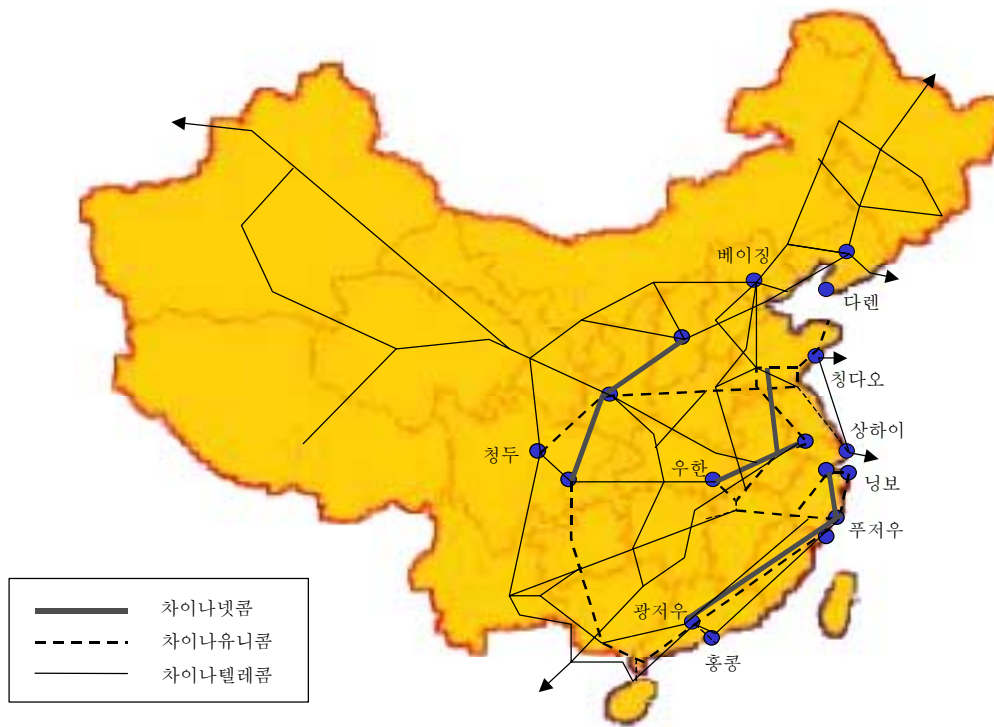 베이징
다롄
칭다오
상하이
청두
우한
닝보
푸저우
광저우
홍콩
차이나넷콤
차이나유니콤
차이나텔레콤